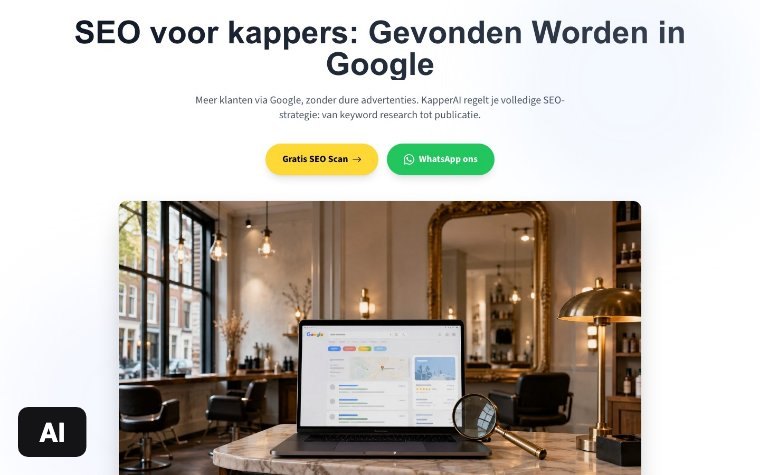 SEO voor kappers: Gevonden Worden in
Google
Meer klanten via Google, zonder dure advertenties. KapperAI regelt je volledige SEO-
strategie: van keyword research tot publicatie.
Gratis SEO Scan →
WhatsApp ons
Google
AI